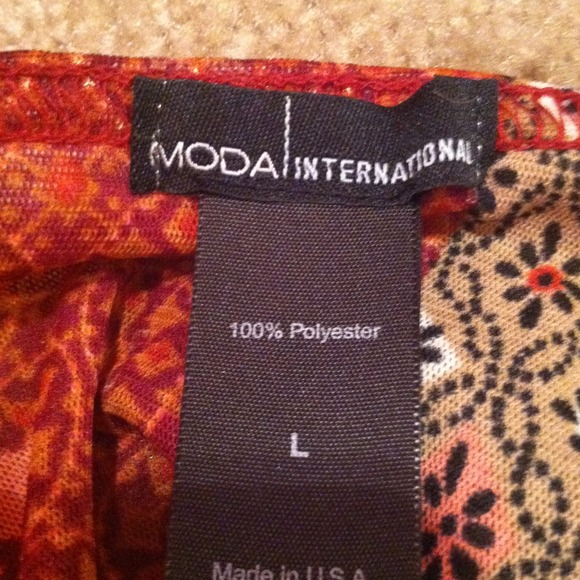 MODA INTERNATIONAL
100% Polyester
L
Made in U.S.A.